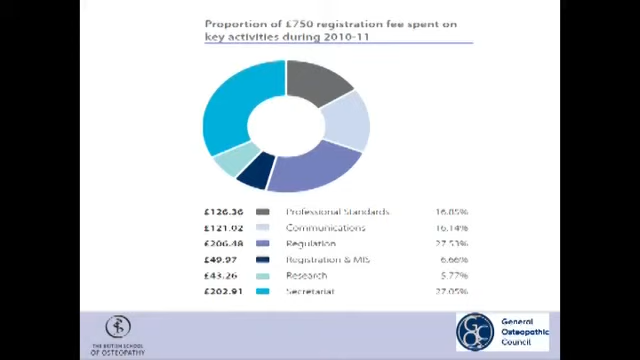 Proportion of £750 registration fee spent on
key activities during 2010-11
£126.36 Professional Standards 16.85%
£121.02 Communications 16.14%
£206.48 Regulation 27.53%
£49.97 Registration & MIS 6.66%
£43.26 Research 5.77%
£202.91 Secretariat 27.05%
THE BRITISH SCHOOL
OF OSTEOPATHY
General
Osteopathic
Council